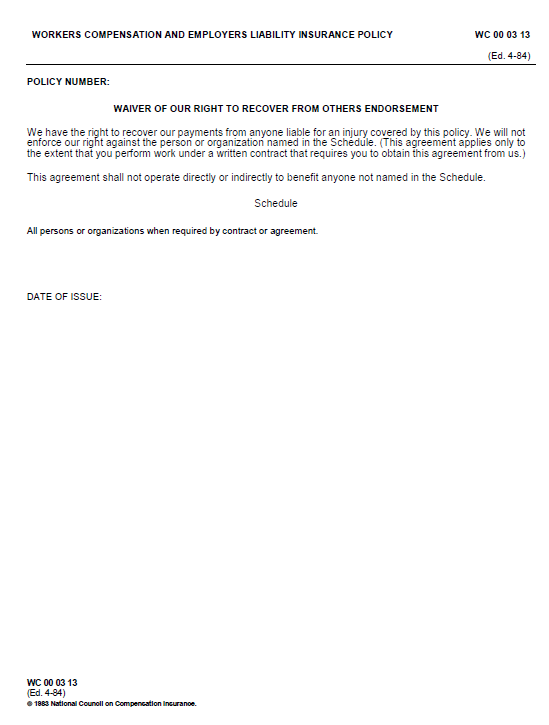 WORKERS COMPENSATION AND EMPLOYERS LIABILITY INSURANCE POLICY WC 00 03 13
(Ed. 4-84)
POLICY NUMBER:
WAIVER OF OUR RIGHT TO RECOVER FROM OTHERS ENDORSEMENT
We have the right to recover our payments from anyone liable for an injury covered by this policy. We will not
enforce our right against the person or organization named in the Schedule. (This agreement applies only to
the extent that you perform work under a written contract that requires you to obtain this agreement from us.)
This agreement shall not operate directly or indirectly to benefit anyone not named in the Schedule.
Schedule
All persons or organizations when required by contract or agreement.
DATE OF ISSUE:
WC 00 03 13
(Ed. 4-84)
© 1983 National Council on Compensation Insurance.